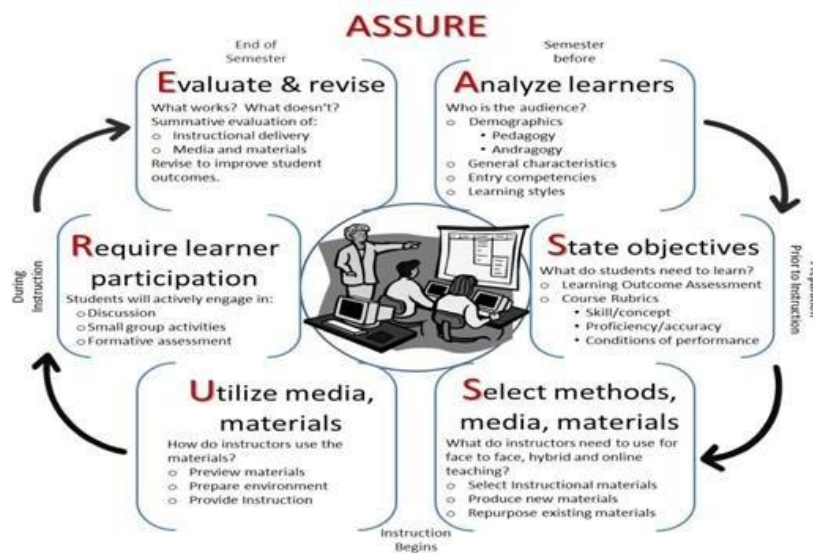 ASSURE
End of
Semester
Evaluate & revise
What works? What doesn't?
Summative evaluation of:
o Instructional delivery
o Media and materials
Revise to improve student
outcomes.
Semester
before
Analyze learners
Who is the audience?
o Demographics
• Pedagogy
• Andragogy
o General characteristics
o Entry competencies
o Learning styles
Require learner
participation
Students will actively engage in:
o Discussion
o Small group activities
o Formative assessment
During
Instruction
State objectives
What do students need to learn?
o Learning Outcome Assessment
o Course Rubrics
• Skill/concept
• Proficiency/accuracy
• Conditions of performance
Prior to Instruction
Utilize media,
materials
How do instructors use the
materials?
o Preview materials
o Prepare environment
o Provide Instruction
Select methods,
media, materials
What do instructors need to use for
face to face, hybrid and online
teaching?
o Select Instructional materials
o Produce new materials
o Repurpose existing materials
Instruction
Begins